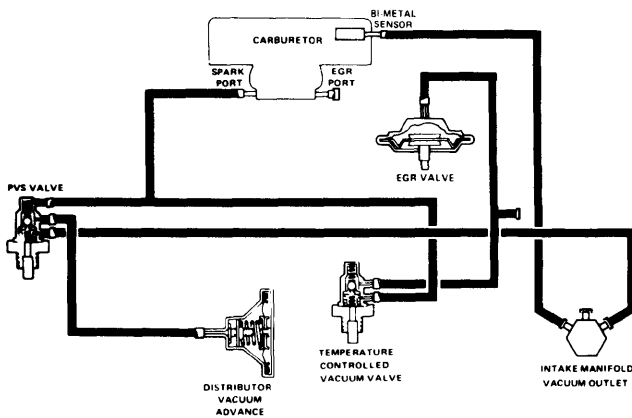 BI-METAL
SENSOR
CARBURETOR
SPARK
PORT
EGR
PORT
EGR VALVE
PVS VALVE
DISTRIBUTOR
VACUUM
ADVANCE
TEMPERATURE
CONTROLLED
VACUUM VALVE
INTAKE MANIFOLD
VACUUM OUTLET